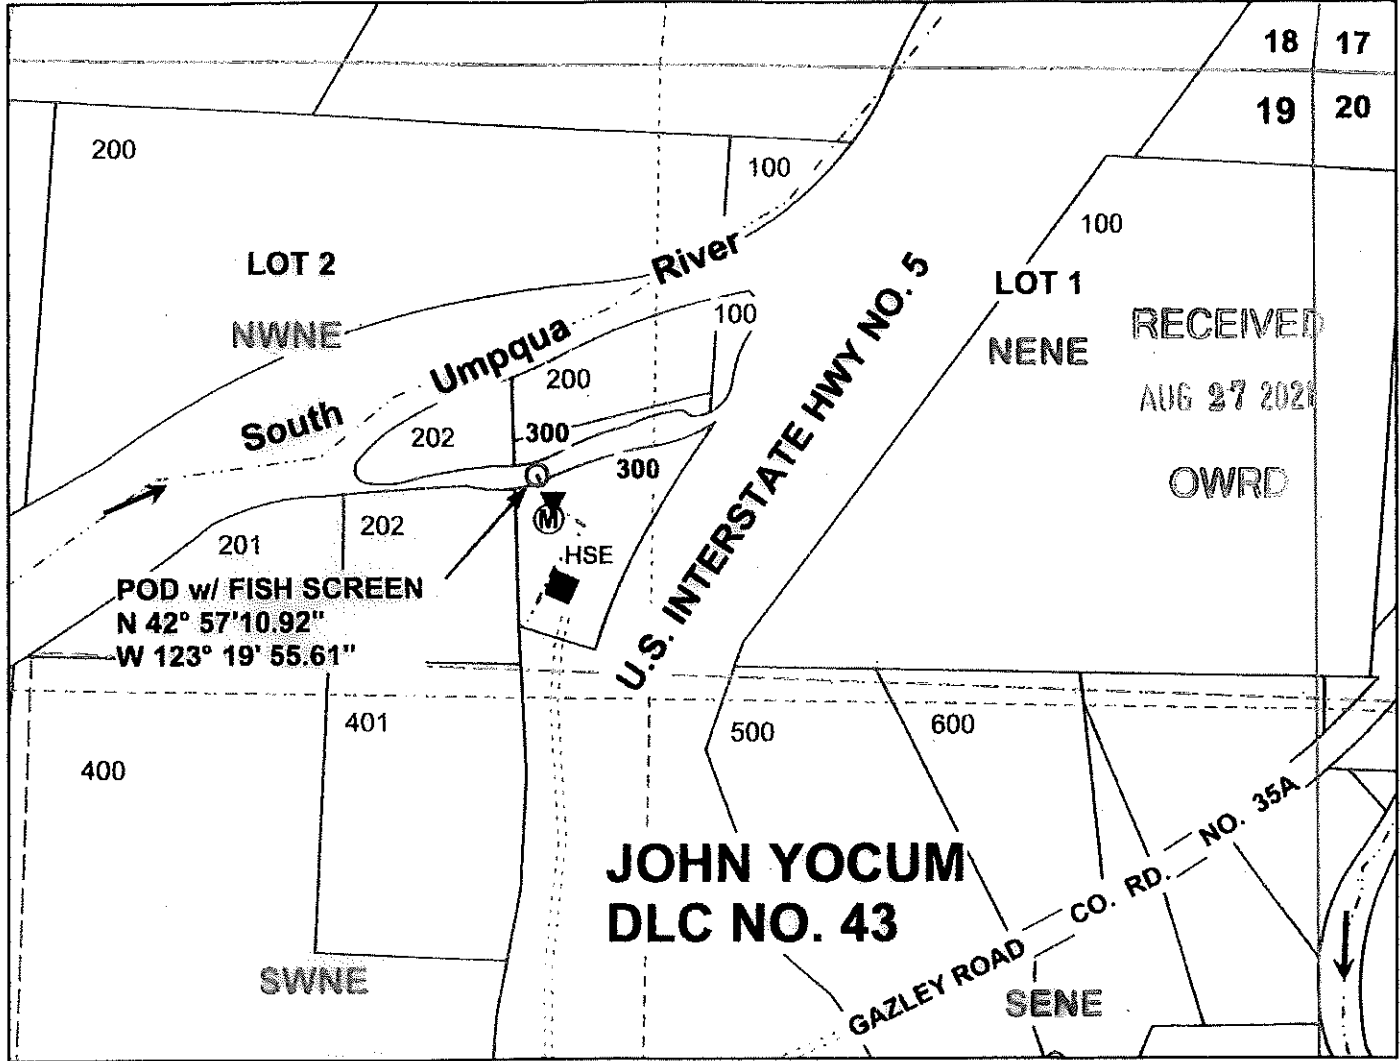 18 17
19 20
200
100
100
LOT 2
River
LOT 1
NWNE
100
RECEIVED
NENE
Umpqua
200
AUG 27 202
South
202
300
U.S. INTERSTATE HWY NO. 5
300
OWRD
202
M
201
HSE
POD w/ FISH SCREEN
N 42° 57'10.92"
W 123° 19' 55.61"
401
500
600
400
JOHN YOCUM
DLC NO. 43
GAZLEY ROAD CO. RD. NO. 35A
SWNE
SENE